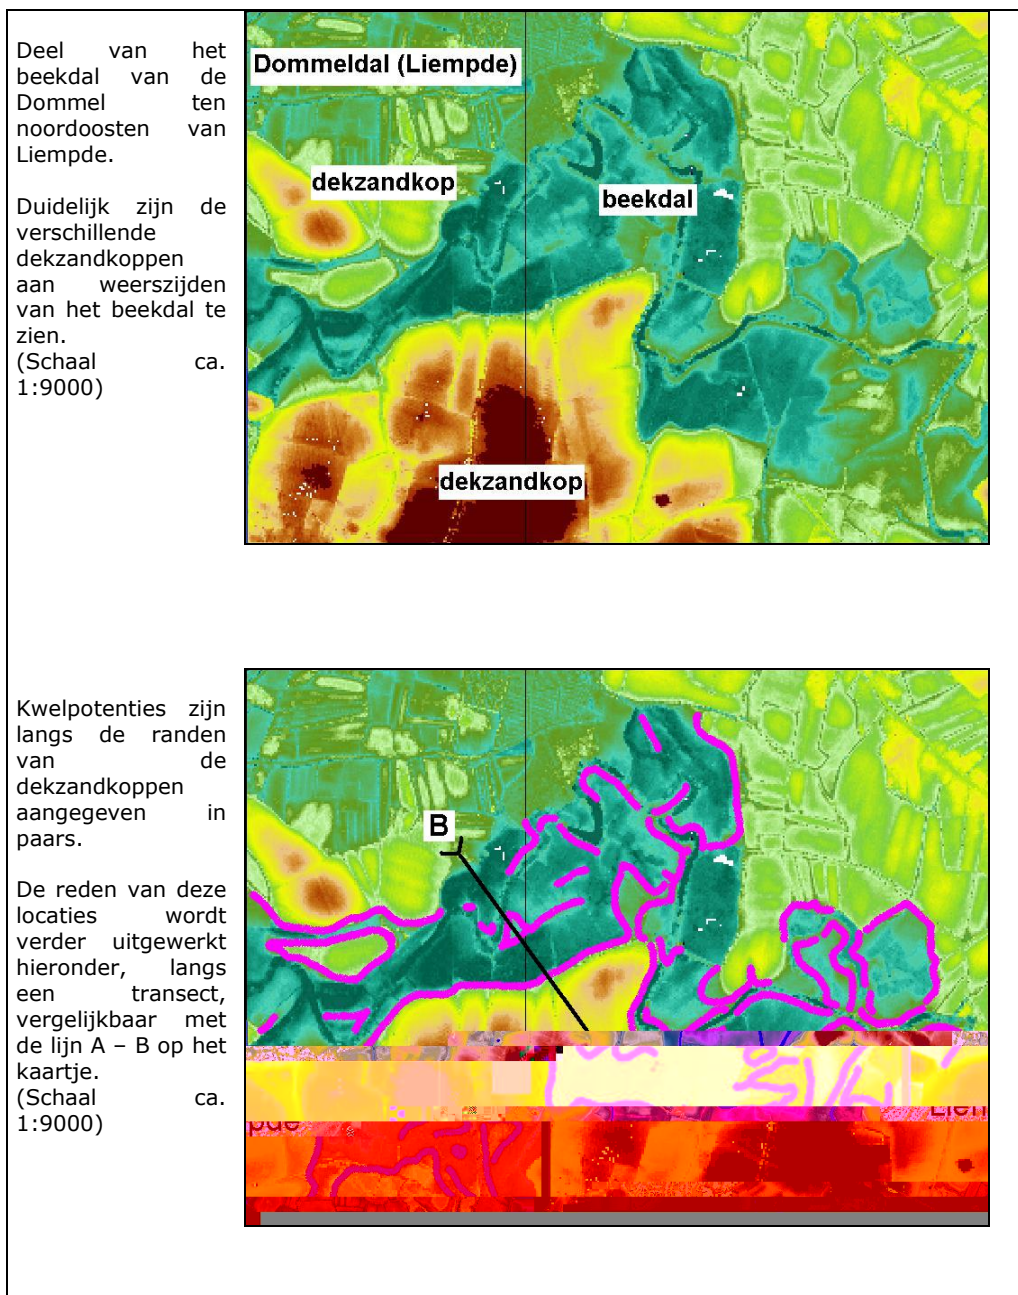 Deel van het
beekdal van de
Dommel ten
noordoosten van
Liempde.
Duidelijk zijn de
verschillende
dekzandkoppen
aan weerszijden
van het beekdal te
zien.
(Schaal ca.
1:9000)
Dommeldal (Liempde)
dekzandkop
beekdal
dekzandkop
Kwelpotenties zijn
langs de randen
van de
dekzandkoppen
aangegeven in
paars.
De reden van deze
locaties wordt
verder uitgewerkt
hieronder, langs
een transect,
vergelijkbaar met
de lijn A – B op het
kaartje.
(Schaal ca.
1:9000)
B